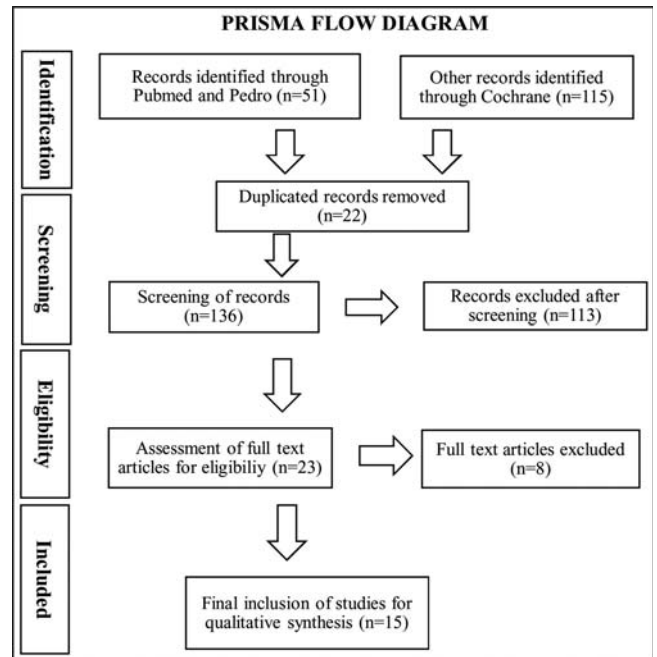 PRISMA FLOW DIAGRAM
Identification
Records identified through
Pubmed and Pedro (n=51)
Other records identified
through Cochrane (n=115)
Duplicated records removed
(n=22)
Screening
Screening of records
(n=136)
Records excluded after
screening (n=113)
Eligibility
Assessment of full text
articles for eligibiliy (n=23)
Full text articles excluded
(n=8)
Included
Final inclusion of studies for
qualitative synthesis (n=15)